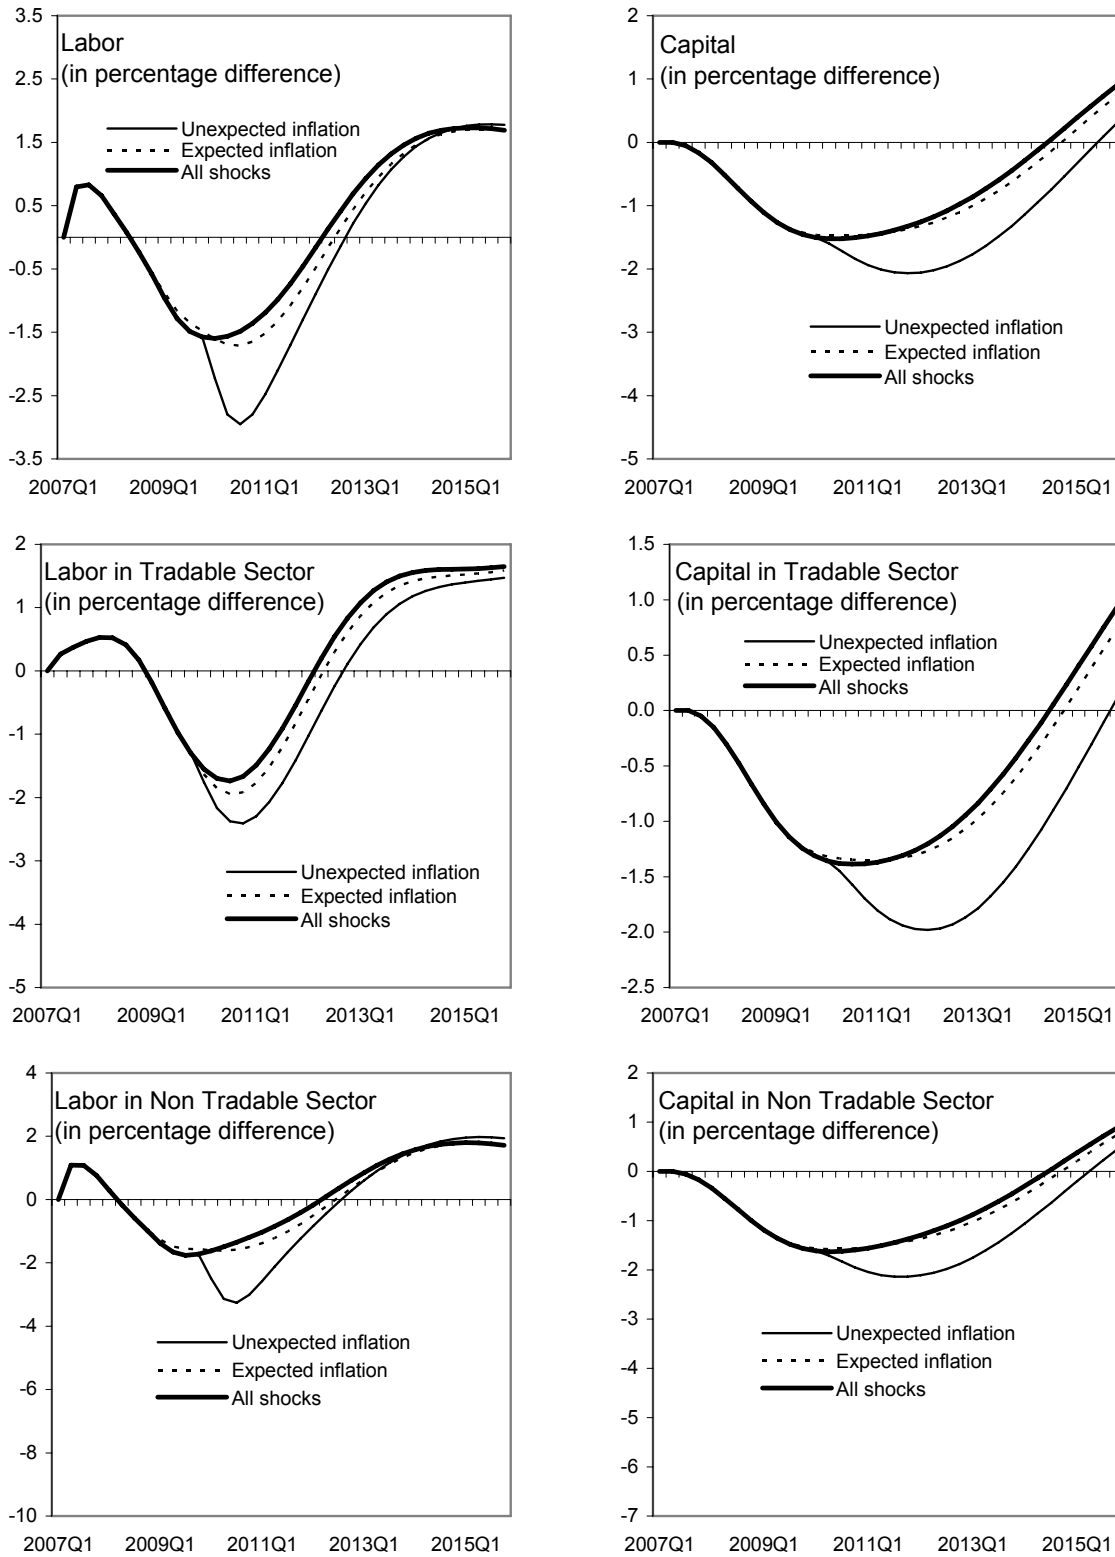 3.5
2.5
1.5
0.5
-0.5
-1.5
-2.5
-3.5
Labor
(in percentage difference)
Unexpected inflation
Expected inflation
All shocks
2007Q1 2009Q1 2011Q1 2013Q1 2015Q1
2
1
0
-1
-2
-3
-4
-5
Capital
(in percentage difference)
Unexpected inflation
Expected inflation
All shocks
2007Q1 2009Q1 2011Q1 2013Q1 2015Q1
2
1
0
-1
-2
-3
-4
-5
Labor in Tradable Sector
(in percentage difference)
Unexpected inflation
Expected inflation
All shocks
2007Q1 2009Q1 2011Q1 2013Q1 2015Q1
1.5
1.0
0.5
0.0
-0.5
-1.0
-1.5
-2.0
-2.5
Capital in Tradable Sector
(in percentage difference)
Unexpected inflation
Expected inflation
All shocks
2007Q1 2009Q1 2011Q1 2013Q1 2015Q1
4
2
0
-2
-4
-6
-8
-10
Labor in Non Tradable Sector
(in percentage difference)
Unexpected inflation
Expected inflation
All shocks
2007Q1 2009Q1 2011Q1 2013Q1 2015Q1
2
1
0
-1
-2
-3
-4
-5
-6
-7
Capital in Non Tradable Sector
(in percentage difference)
Unexpected inflation
Expected inflation
All shocks
2007Q1 2009Q1 2011Q1 2013Q1 2015Q1